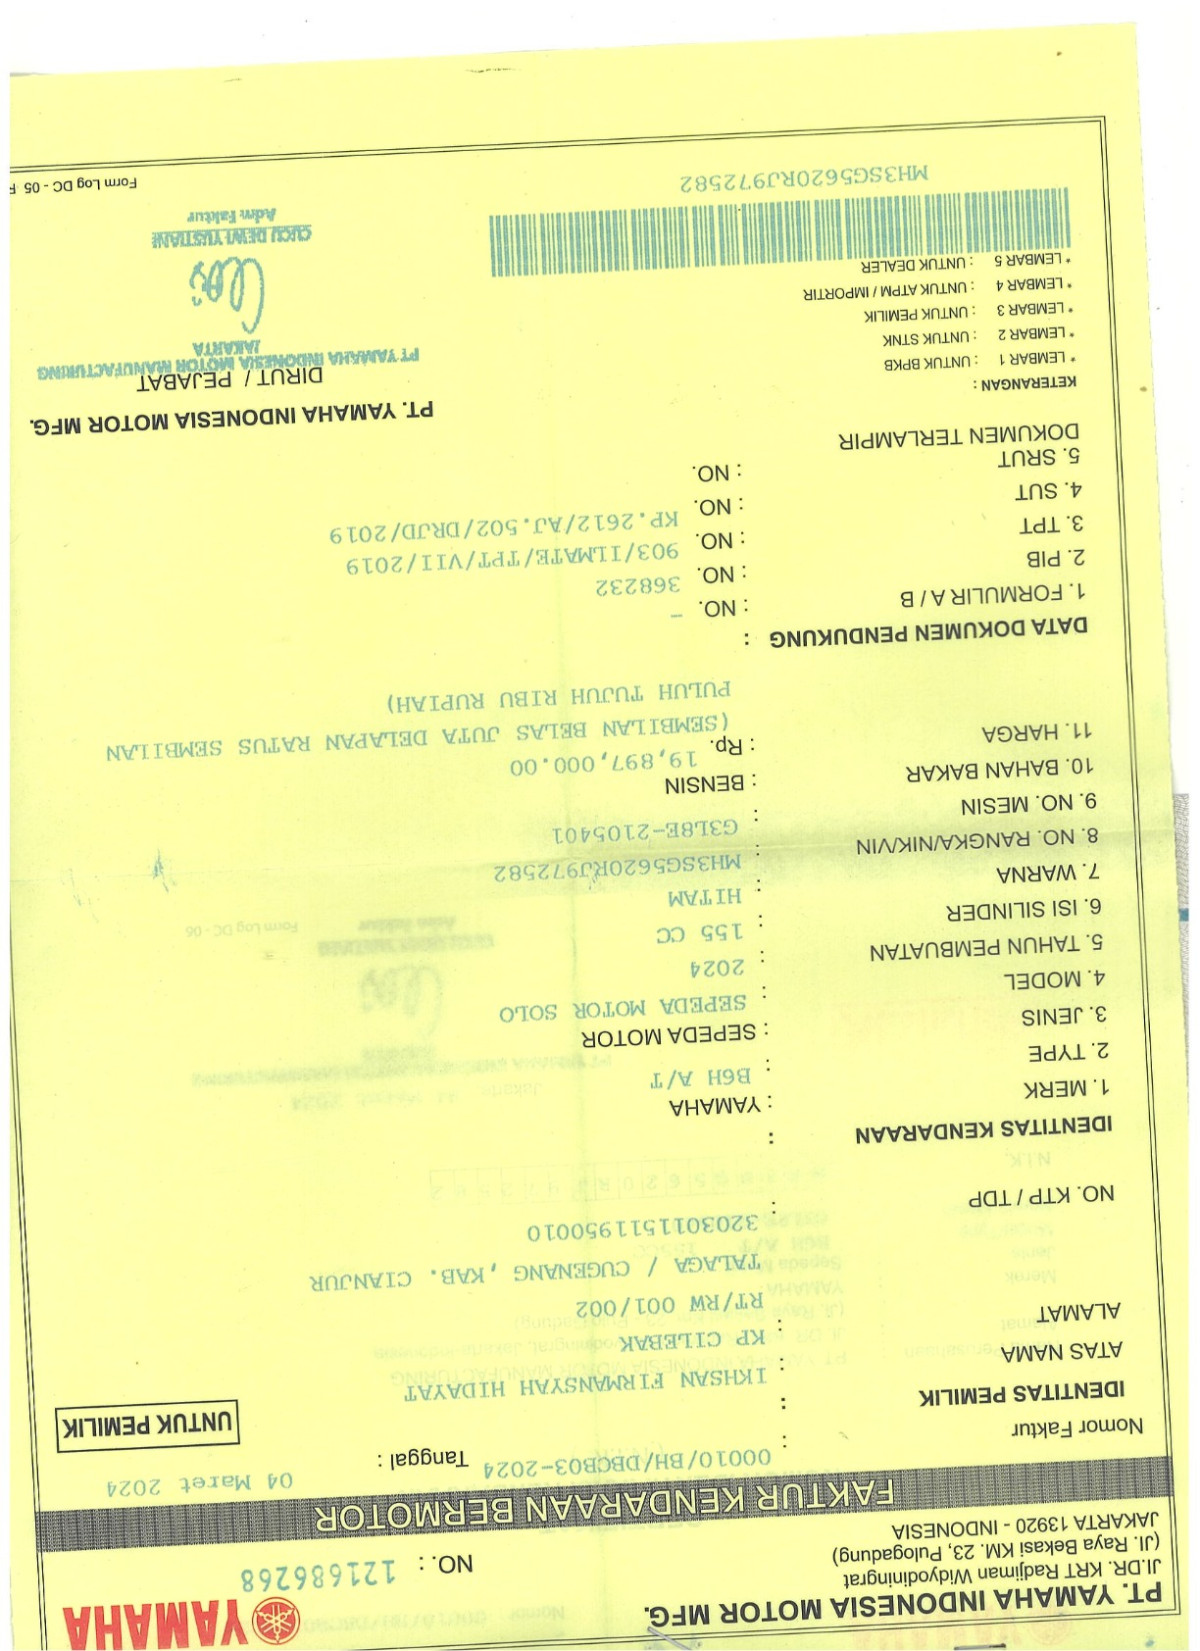 PT. YAMAHA INDONESIA MOTOR MFG.
Jl.DR. KRT Radjiman Widyodiningrat
(Jl. Raya Bekasi KM. 23, Pulogadung)
JAKARTA 13920 - INDONESIA
YAMAHA
NO. : 121686268
FAKTUR KENDARAAN BERMOTOR
Nomor Faktur : 00010/BH/DBCB03-2024 Tanggal : 04 Maret 2024
UNTUK PEMILIK
IDENTITAS PEMILIK :
ATAS NAMA : IKHSAN FIRMANSYAH HIDAYAT
ALAMAT : KP CILEBAK
RT/RW 001/002
TALAGA / CUGENANG ,KAB. CIANJUR
NO. KTP / TDP : 3203011511950010
IDENTITAS KENDARAAN :
1. MERK : YAMAHA
2. TYPE : B6H A/T
3. JENIS : SEPEDA MOTOR
4. MODEL : SEPEDA MOTOR SOLO
5. TAHUN PEMBUATAN : 2024
6. ISI SILINDER : 155 CC
7. WARNA : HITAM
8. NO. RANGKA/NIK/VIN : MH3SG5620RJ972582
9. NO. MESIN : G3L8E-2105401
10. BAHAN BAKAR : BENSIN
11. HARGA : Rp. 19,897,000.00
(SEMBILAN BELAS JUTA DELAPAN RATUS SEMBILAN
PULUH TUJUH RIBU RUPIAH)
DATA DOKUMEN PENDUKUNG :
1. FORMULIR A / B : NO. -
2. PIB : NO. 368232
3. TPT : NO. 903/ILMATE/TPT/VII/2019
4. SUT : NO. KP.2612/AJ.502/DRJD/2019
5. SRUT : NO.
DOKUMEN TERLAMPIR
PT. YAMAHA INDONESIA MOTOR MFG.
DIRUT / PEJABAT
PT YAMAHA INDONESIA MOTOR MANUFACTURING
JAKARTA
CUCU DEWI YUSTIANI
Adm Faktur
KETERANGAN :
* LEMBAR 1 : UNTUK BPKB
* LEMBAR 2 : UNTUK STNK
* LEMBAR 3 : UNTUK PEMILIK
* LEMBAR 4 : UNTUK ATPM / IMPORTIR
* LEMBAR 5 : UNTUK DEALER
MH3SG5620RJ972582
Form Log DC - 05